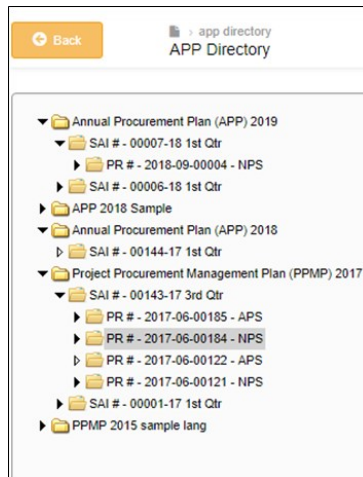 Back
> app directory
APP Directory
Annual Procurement Plan (APP) 2019
SAI # - 00007-18 1st Qtr
PR # - 2018-09-00004 - NPS
SAI # - 00006-18 1st Qtr
APP 2018 Sample
Annual Procurement Plan (APP) 2018
SAI # - 00144-17 1st Qtr
Project Procurement Management Plan (PPMP) 2017
SAI # - 00143-17 3rd Qtr
PR # - 2017-06-00185 - APS
PR # - 2017-06-00184 - NPS
PR # - 2017-06-00122 - APS
PR # - 2017-06-00121 - NPS
SAI # - 00001-17 1st Qtr
PPMP 2015 sample lang